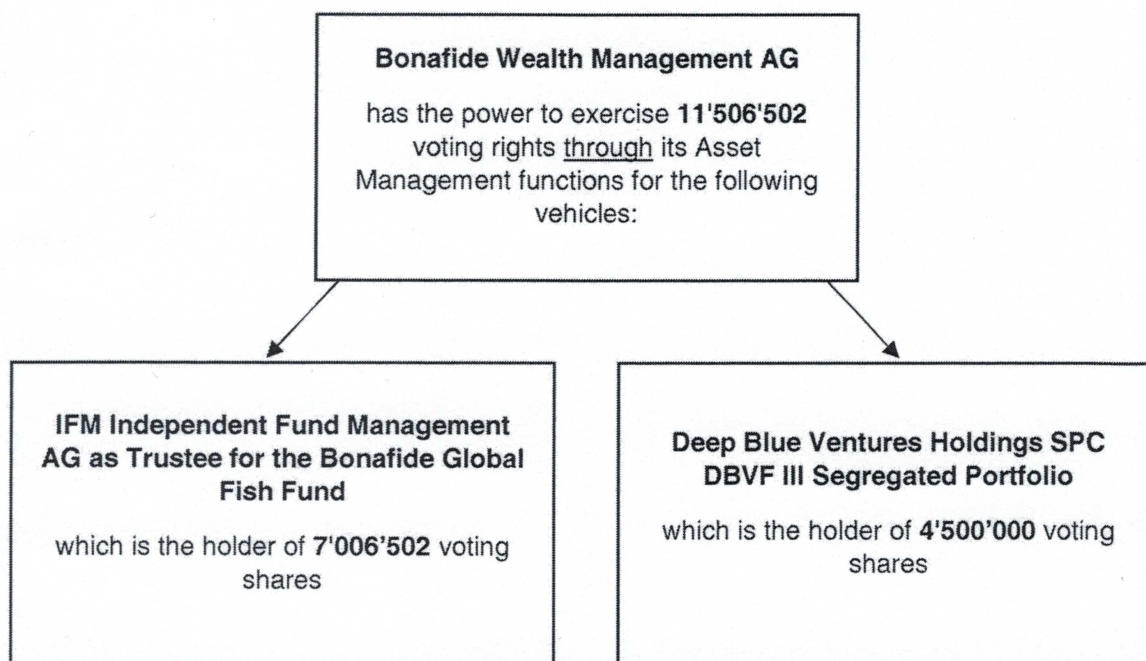 Bonafide Wealth Management AG
has the power to exercise 11'506'502
voting rights through its Asset
Management functions for the following
vehicles:
IFM Independent Fund Management
AG as Trustee for the Bonafide Global
Fish Fund
which is the holder of 7'006’502 voting
shares
Deep Blue Ventures Holdings SPC
DBVF III Segregated Portfolio
which is the holder of 4'500’000 voting
shares